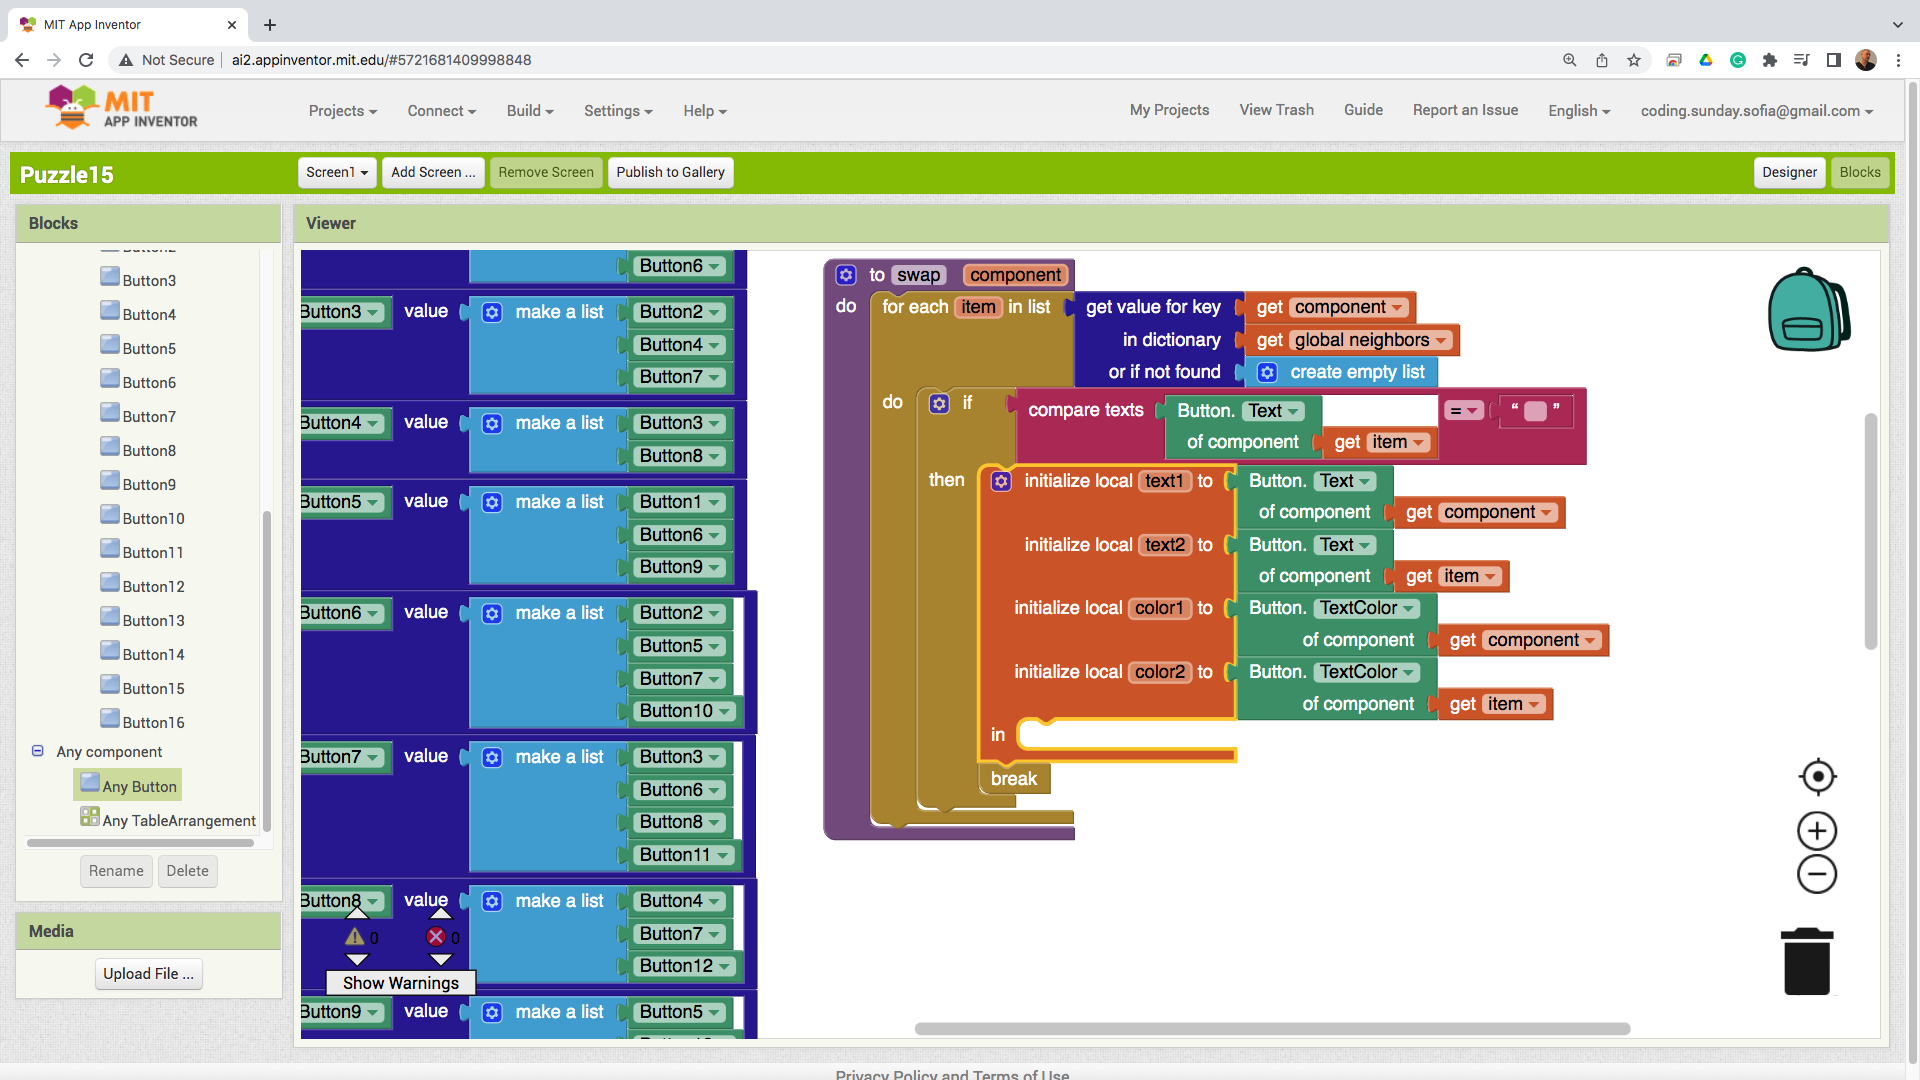 MIT App Inventor
Not Secure
ai2.appinventor.mit.edu/#5721681409998848
MIT
APP INVENTOR
Projects
Connect
Build
Settings
Help
My Projects
View Trash
Guide
Report an Issue
English
coding.sunday.sofia@gmail.com
Puzzle15
Screen1
Add Screen ...
Remove Screen
Publish to Gallery
Designer
Blocks
Blocks
Button3
Button4
Button5
Button6
Button7
Button8
Button9
Button10
Button11
Button12
Button13
Button14
Button15
Button16
Any component
Any Button
Any TableArrangement
Rename
Delete
Media
Upload File ...
Viewer
Button6
Button3 value make a list Button2
Button4
Button7
Button4 value make a list Button3
Button8
Button5 value make a list Button1
Button6
Button9
Button6 value make a list Button2
Button5
Button7
Button10
Button7 value make a list Button3
Button6
Button8
Button11
Button8 value make a list Button4
Button7
Button12
Button9 value make a list Button5
0
0
Show Warnings
to swap component
do for each item in list get value for key get component
in dictionary get global neighbors
or if not found create empty list
do if compare texts Button. Text = " "
of component get item
then initialize local text1 to Button. Text
of component get component
initialize local text2 to Button. Text
of component get item
initialize local color1 to Button. TextColor
of component get component
initialize local color2 to Button. TextColor
of component get item
in
break
Privacy Policy and Terms of Use